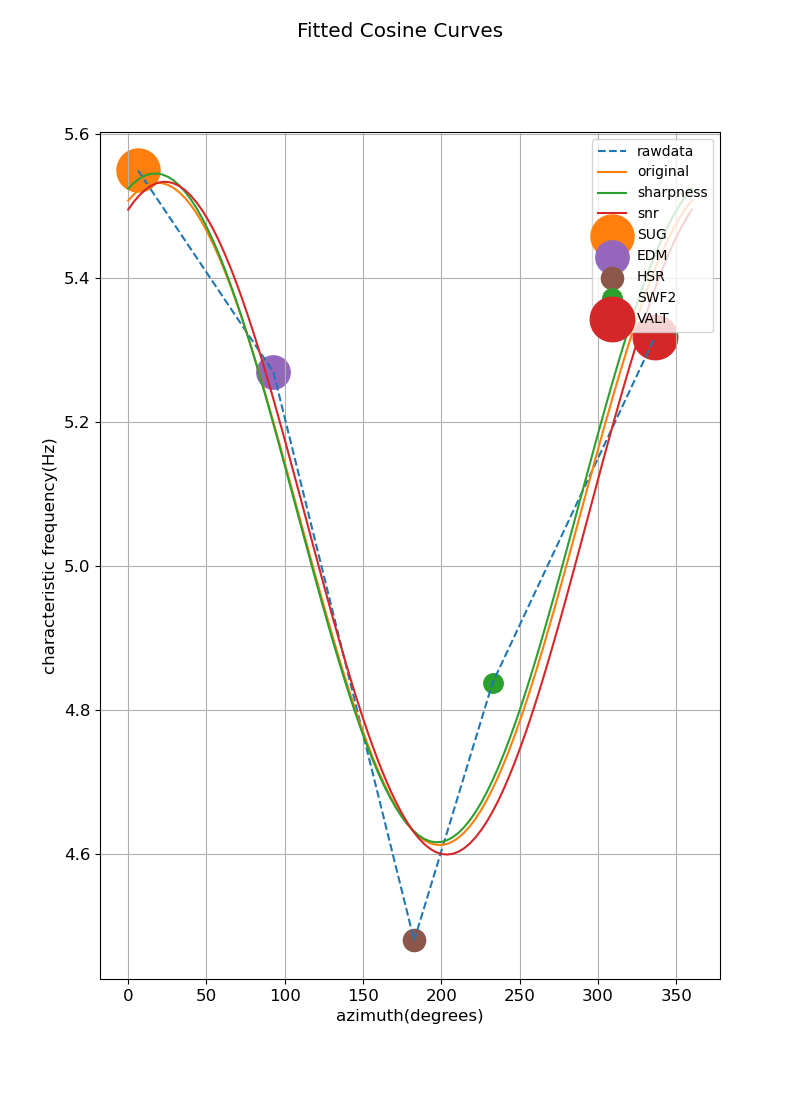 Fitted Cosine Curves
5.6
5.4
5.2
5.0
4.8
4.6
characteristic frequency(Hz)
rawdata
original
sharpness
snr
SUG
EDM
HSR
SWF2
VALT
0 50 100 150 200 250 300 350
azimuth(degrees)